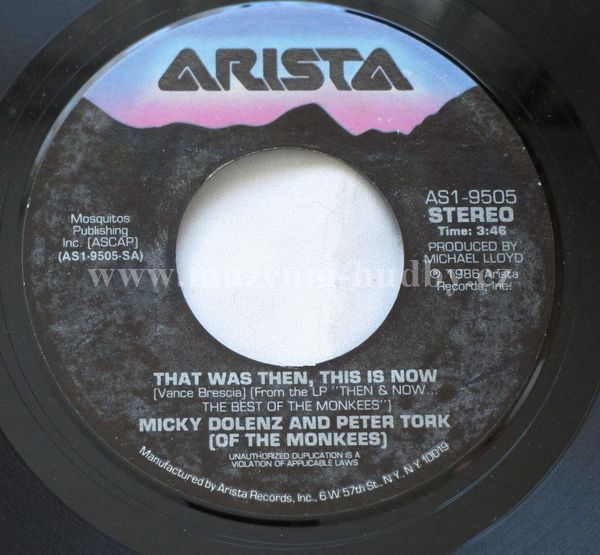 ARISTA
Mosquitos
Publishing
Inc. [ASCAP]
(AS1-9505-SA)
AS1-9505
STEREO
Time: 3:46
PRODUCED BY
MICHAEL LLOYD
℗ 1986 Arista
Records, Inc.
THAT WAS THEN, THIS IS NOW
[Vance Brescia] [From the LP "THEN & NOW...
THE BEST OF THE MONKEES"]
MICKY DOLENZ AND PETER TORK
[OF THE MONKEES]
UNAUTHORIZED DUPLICATION IS A
VIOLATION OF APPLICABLE LAWS
Manufactured by Arista Records, Inc., 6 W 57th St., N.Y., N.Y. 10019